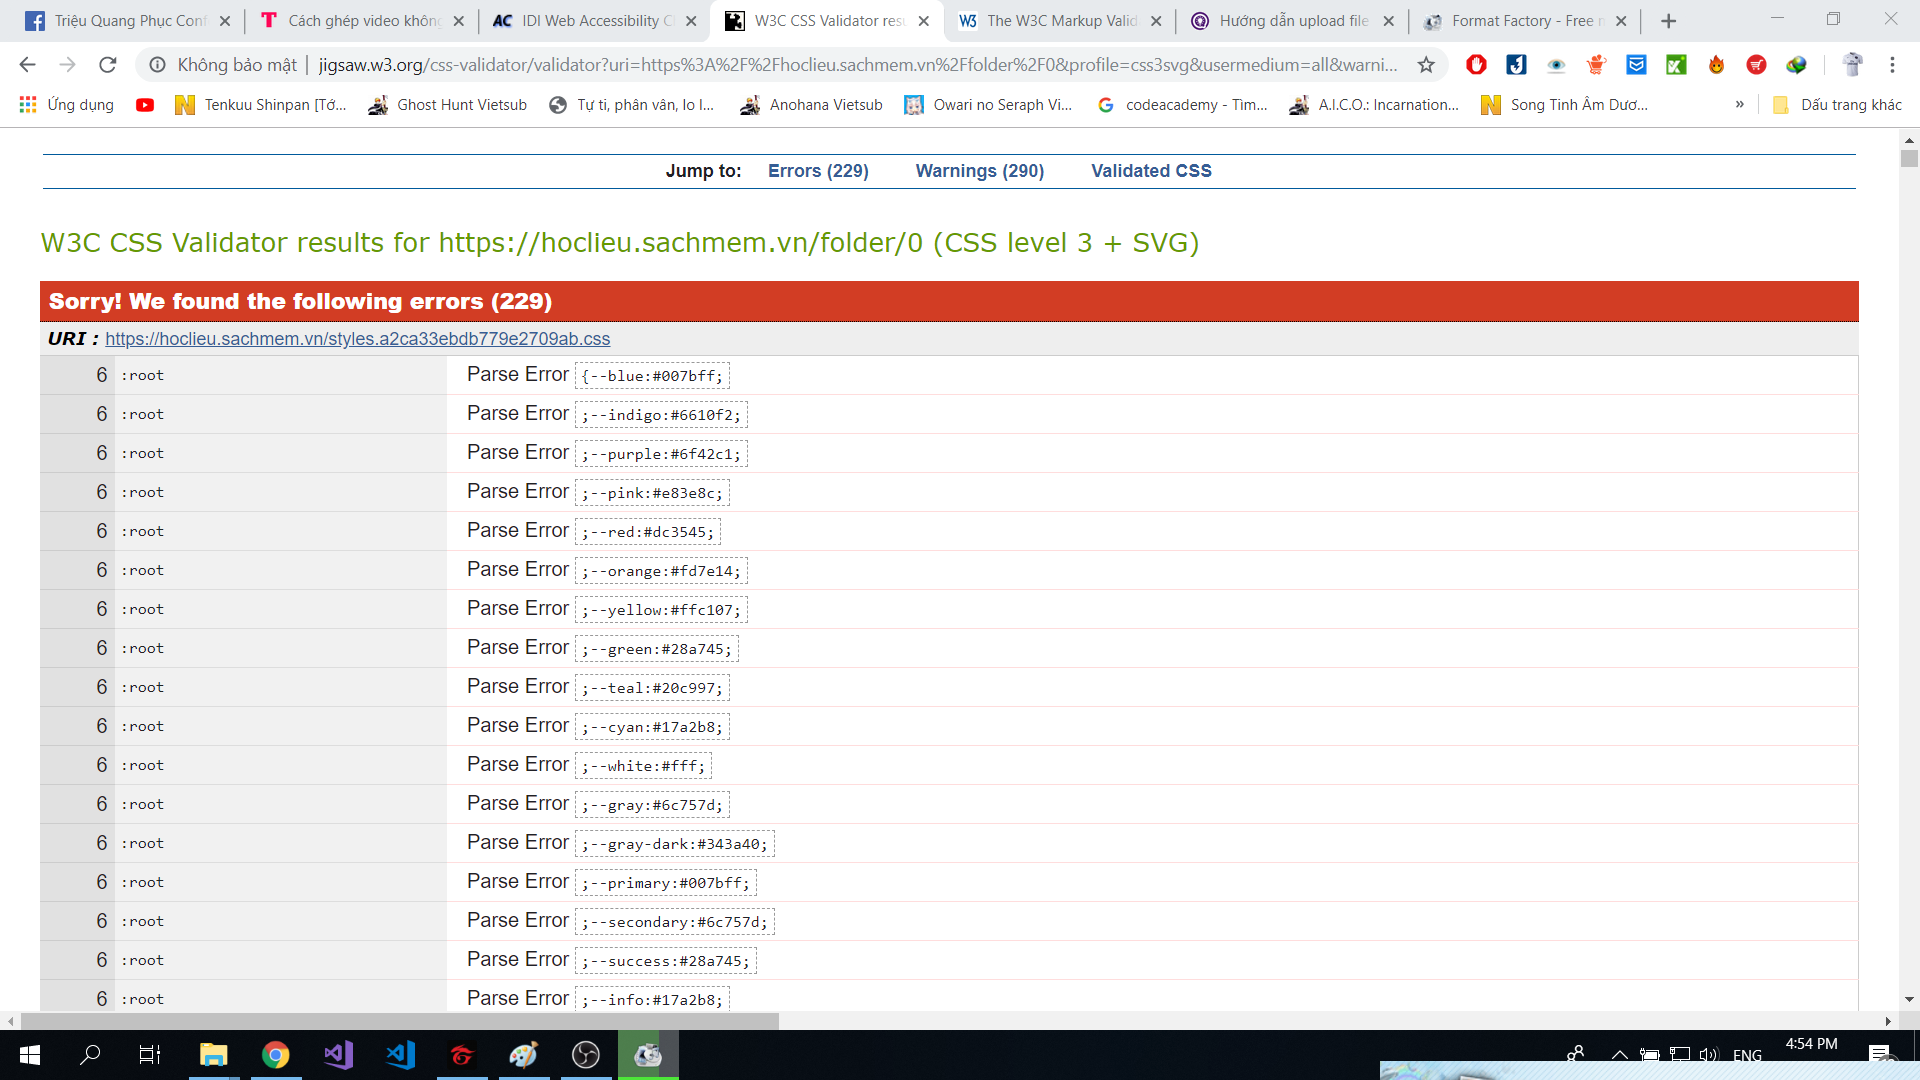 Triệu Quang Phục Conf
Cách ghép video không
IDI Web Accessibility C
W3C CSS Validator resu
The W3C Markup Valid
Hướng dẫn upload file
Format Factory - Free m
Không bảo mật | jigsaw.w3.org/css-validator/validator?uri=https%3A%2F%2Fhoclieu.sachmem.vn%2Ffolder%2F0&profile=css3svg&usermedium=all&warni...
Ứng dụng
Tenkuu Shinpan [Tớ...
Ghost Hunt Vietsub
Tự ti, phân vân, lo l...
Anohana Vietsub
Owari no Seraph Vi...
codeacademy - Tìm...
A.I.C.O.: Incarnation...
Song Tinh Âm Dươ...
»
Dấu trang khác
Jump to: Errors (229) Warnings (290) Validated CSS
W3C CSS Validator results for https://hoclieu.sachmem.vn/folder/0 (CSS level 3 + SVG)
Sorry! We found the following errors (229)
URI : https://hoclieu.sachmem.vn/styles.a2ca33ebdb779e2709ab.css
6 :root Parse Error {--blue:#007bff;
6 :root Parse Error ;--indigo:#6610f2;
6 :root Parse Error ;--purple:#6f42c1;
6 :root Parse Error ;--pink:#e83e8c;
6 :root Parse Error ;--red:#dc3545;
6 :root Parse Error ;--orange:#fd7e14;
6 :root Parse Error ;--yellow:#ffc107;
6 :root Parse Error ;--green:#28a745;
6 :root Parse Error ;--teal:#20c997;
6 :root Parse Error ;--cyan:#17a2b8;
6 :root Parse Error ;--white:#fff;
6 :root Parse Error ;--gray:#6c757d;
6 :root Parse Error ;--gray-dark:#343a40;
6 :root Parse Error ;--primary:#007bff;
6 :root Parse Error ;--secondary:#6c757d;
6 :root Parse Error ;--success:#28a745;
6 :root Parse Error ;--info:#17a2b8;
ENG
4:54 PM